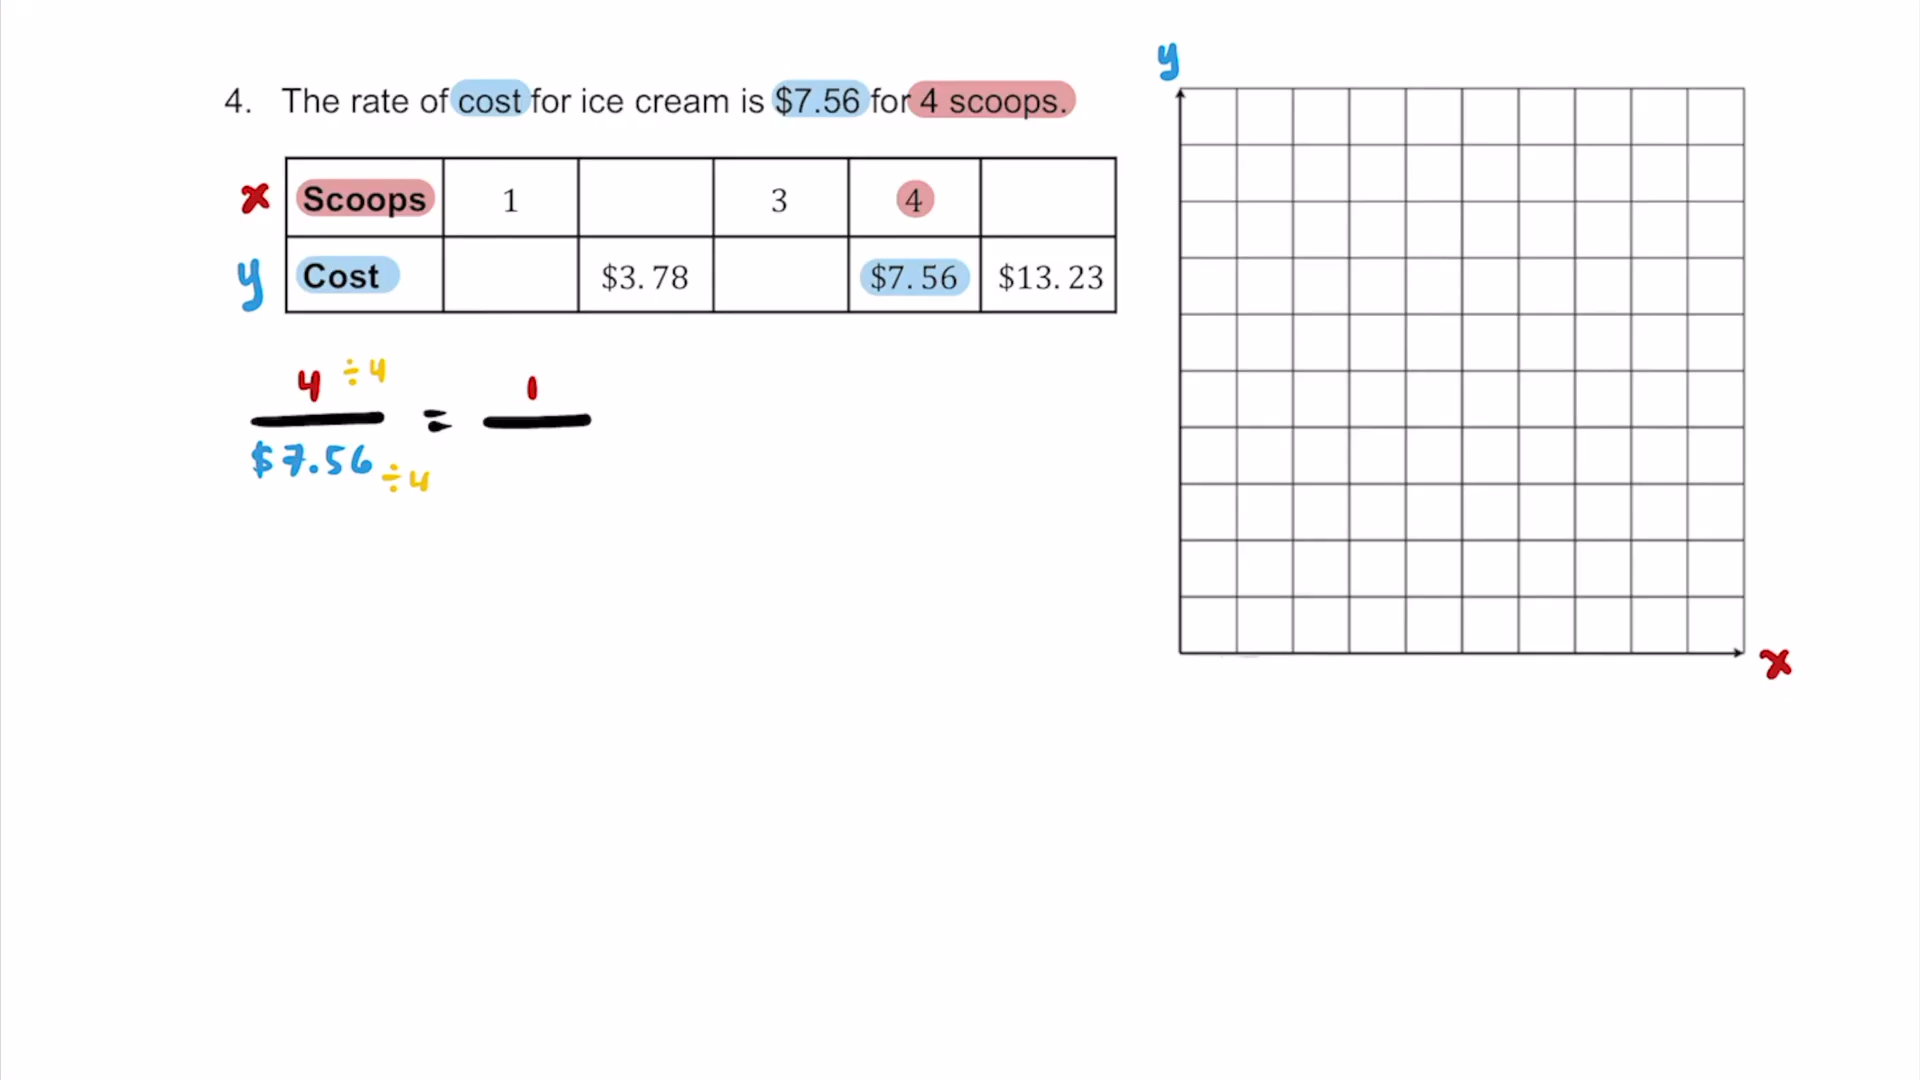 y
4. The rate of cost for ice cream is $7.56 for 4 scoops.
x Scoops 1 3 4
y Cost $3.78 $7.56 $13.23
4 ÷4 = 1
$7.56 ÷4
x